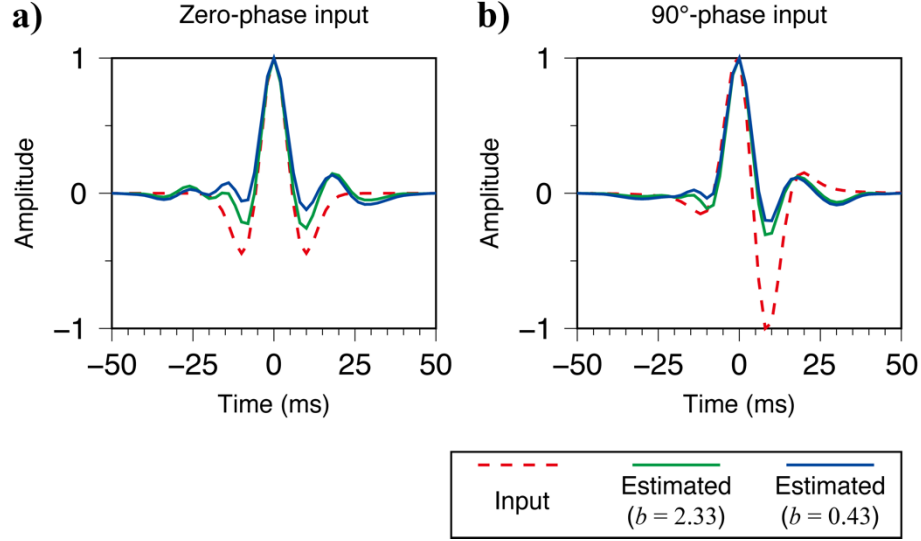 a) Zero-phase input
1
0
−1
Amplitude
−50 −25 0 25 50
Time (ms)
b) 90°-phase input
1
0
−1
Amplitude
−50 −25 0 25 50
Time (ms)
Input
Estimated
(b = 2.33)
Estimated
(b = 0.43)